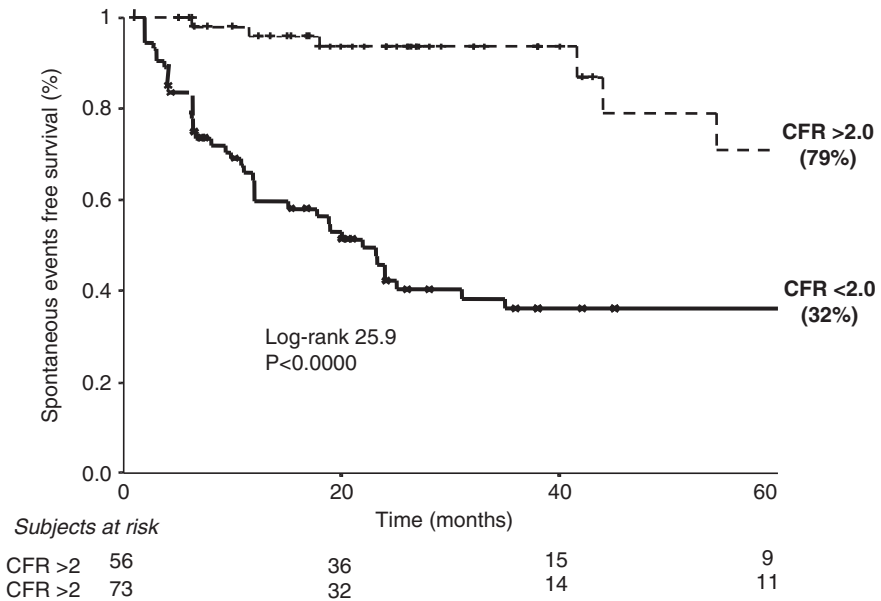 Spontaneous events free survival (%)
1
0.8
0.6
0.4
0.2
0.0
CFR >2.0
(79%)
CFR <2.0
(32%)
Log-rank 25.9
P<0.0000
0 20 40 60
Time (months)
Subjects at risk
CFR >2 56 36 15 9
CFR >2 73 32 14 11